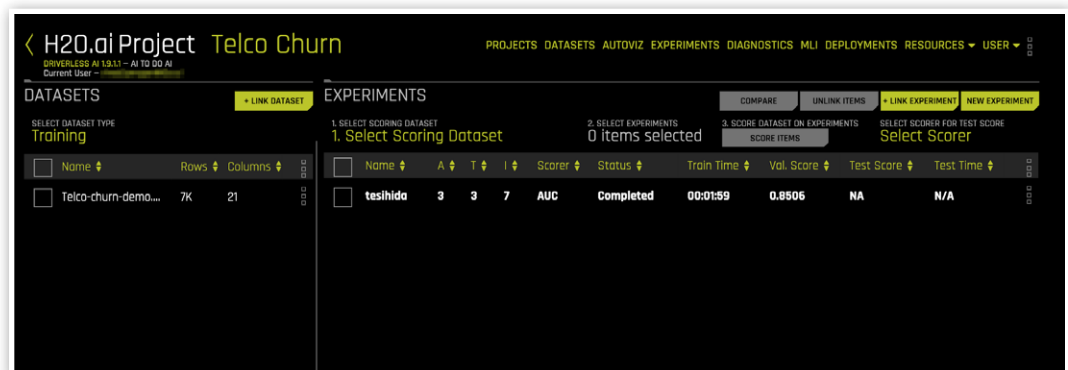 H2O.ai Project Telco Churn
PROJECTS DATASETS AUTOVIZ EXPERIMENTS DIAGNOSTICS MLI DEPLOYMENTS RESOURCES USER
DRIVERLESS AI 1.9.1.1 – AI TO DO AI
Current User –
DATASETS
+ LINK DATASET
SELECT DATASET TYPE
Training
Name Rows Columns
Telco-churn-demo.... 7K 21
EXPERIMENTS
COMPARE UNLINK ITEMS + LINK EXPERIMENT NEW EXPERIMENT
1. SELECT SCORING DATASET 2. SELECT EXPERIMENTS 3. SCORE DATASET ON EXPERIMENTS SELECT SCORER FOR TEST SCORE
1. Select Scoring Dataset 0 items selected SCORE ITEMS Select Scorer
Name A T I Scorer Status Train Time Val. Score Test Score Test Time
tesihida 3 3 7 AUC Completed 00:01:59 0.8506 NA N/A